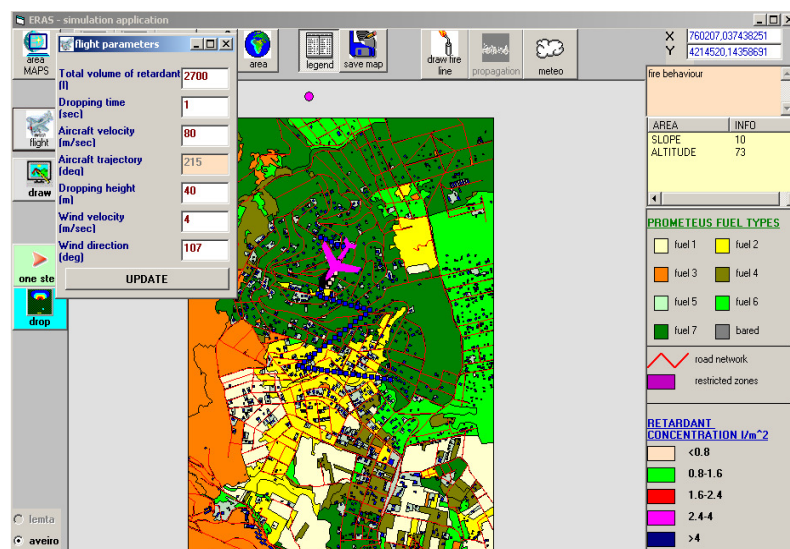 ERAS - simulation application
area
MAPS
flight parameters
Total volume of retardant
(l)
2700
Dropping time
(sec)
1
Aircraft velocity
(m/sec)
80
Aircraft trajectory
(deg)
215
Dropping height
(m)
40
Wind velocity
(m/sec)
4
Wind direction
(deg)
107
UPDATE
flight
draw
one ste
drop
lemta
aveiro
area
legend
save map
draw fire
line
propagation
meteo
X
760207,037438251
Y
4214520,14358691
fire behaviour
AREA
INFO
SLOPE
10
ALTITUDE
73
PROMETEUS FUEL TYPES
fuel 1
fuel 2
fuel 3
fuel 4
fuel 5
fuel 6
fuel 7
bared
road network
restricted zones
RETARDANT
CONCENTRATION l/m^2
<0.8
0.8-1.6
1.6-2.4
2.4-4
>4